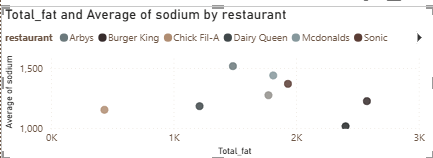 Total_fat and Average of sodium by restaurant
restaurant Arbys Burger King Chick Fil-A Dairy Queen Mcdonalds Sonic
Average of sodium
1,500
1,000
0K 1K 2K 3K
Total_fat